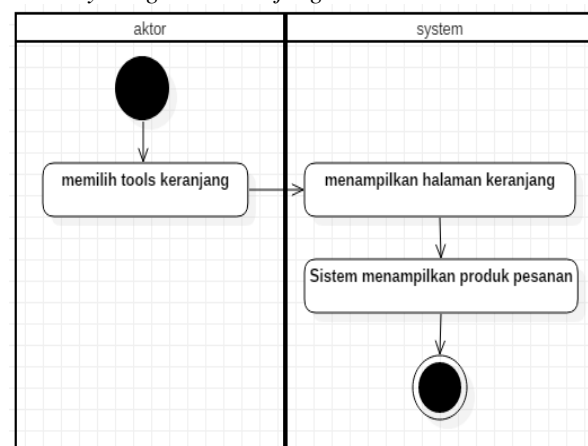 aktor
system
memilih tools keranjang
menampilkan halaman keranjang
Sistem menampilkan produk pesanan